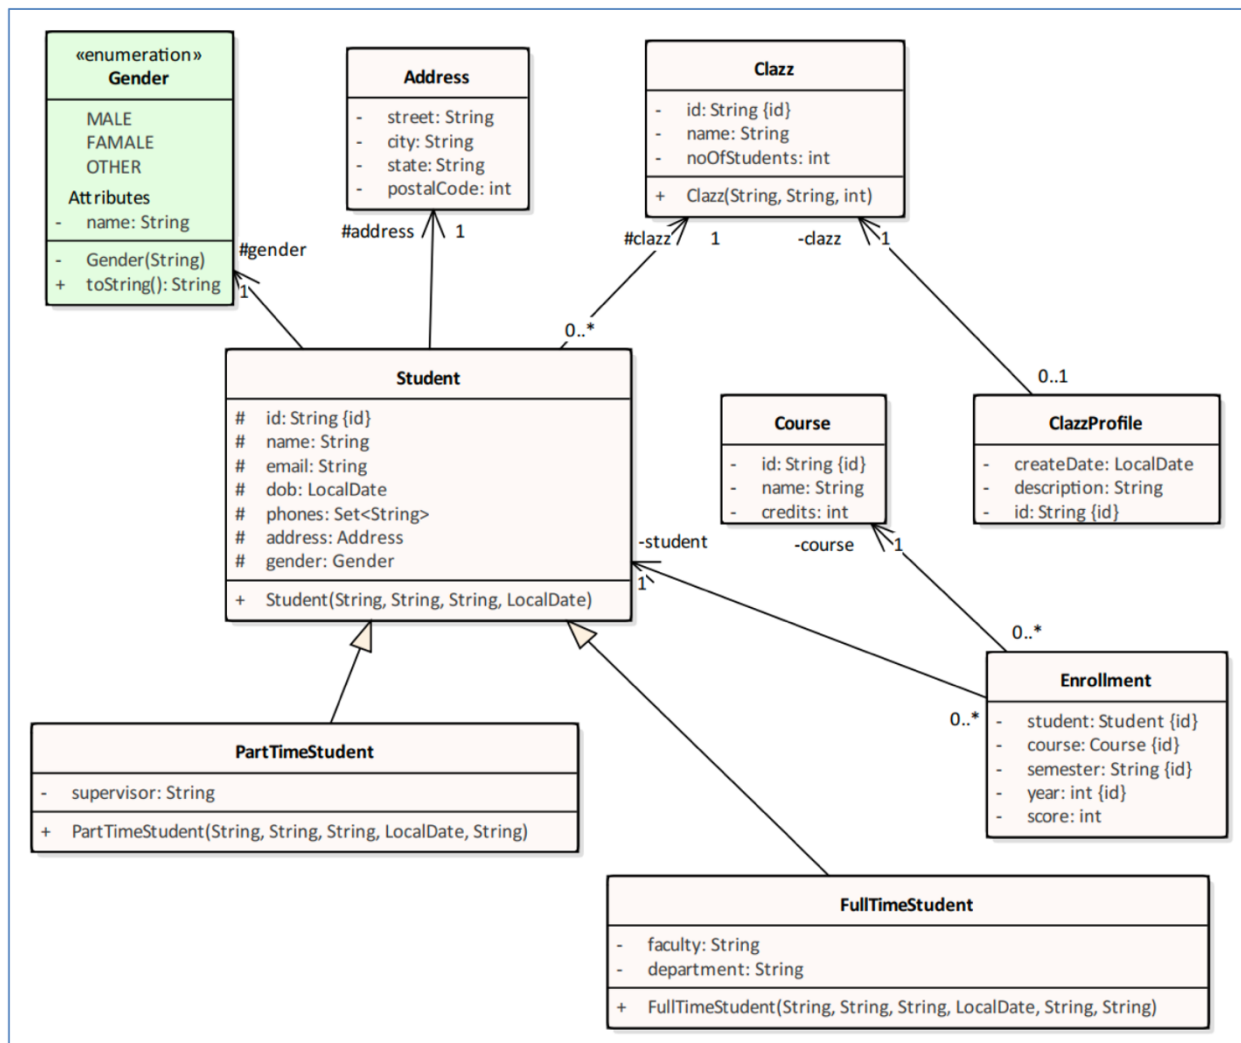 «enumeration»
Gender
MALE
FAMALE
OTHER
Attributes
- name: String
- Gender(String)
+ toString(): String
#gender
1
Address
- street: String
- city: String
- state: String
- postalCode: int
#address
1
Clazz
- id: String {id}
- name: String
- noOfStudents: int
+ Clazz(String, String, int)
#clazz
1
-clazz
1
0..*
0..1
Student
# id: String {id}
# name: String
# email: String
# dob: LocalDate
# phones: Set<String>
# address: Address
# gender: Gender
+ Student(String, String, String, LocalDate)
Course
- id: String {id}
- name: String
- credits: int
ClazzProfile
- createDate: LocalDate
- description: String
- id: String {id}
-student
1
-course
1
0..*
0..*
Enrollment
- student: Student {id}
- course: Course {id}
- semester: String {id}
- year: int {id}
- score: int
PartTimeStudent
- supervisor: String
+ PartTimeStudent(String, String, String, LocalDate, String)
FullTimeStudent
- faculty: String
- department: String
+ FullTimeStudent(String, String, String, LocalDate, String, String)